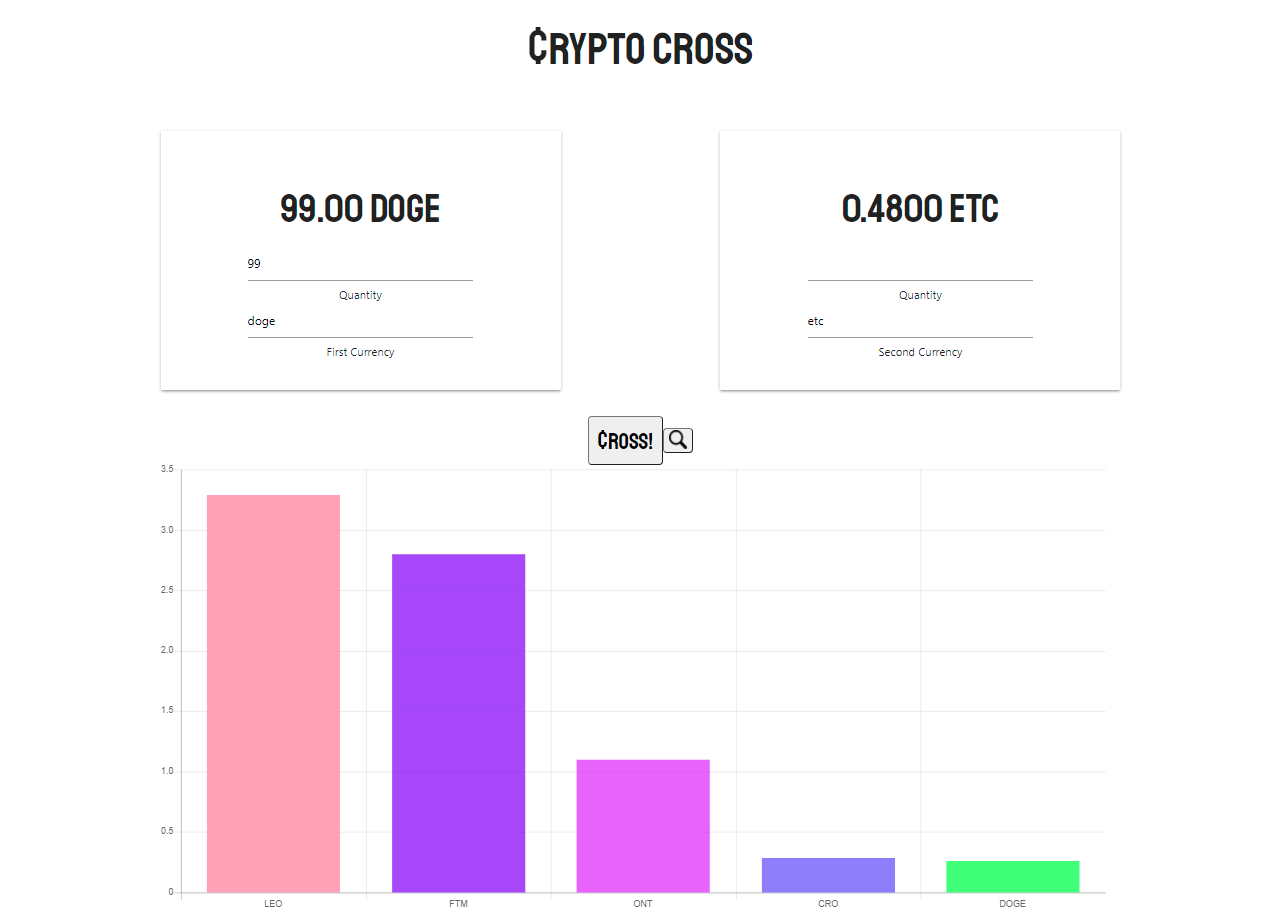 ₵RYPTO CROSS
99.00 DOGE
99
Quantity
doge
First Currency
0.4800 ETC
Quantity
etc
Second Currency
₵ROSS!
3.5
3.0
2.5
2.0
1.5
1.0
0.5
0
LEO FTM ONT CRO DOGE